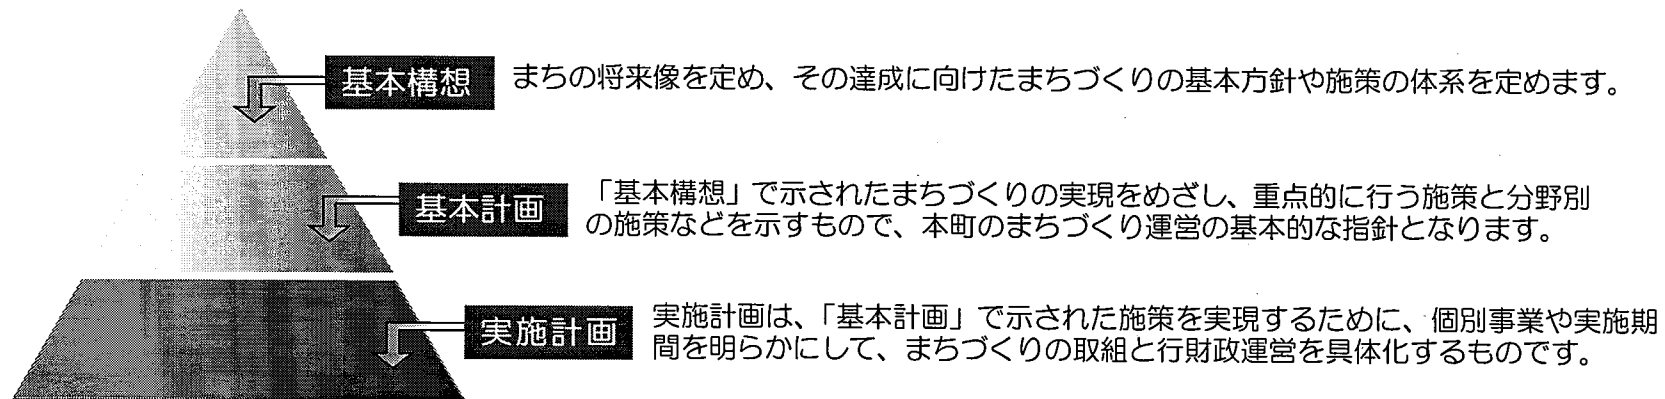 基本構想
まちの将来像を定め、その達成に向けたまちづくりの基本方針や施策の体系を定めます。
基本計画
「基本構想」で示されたまちづくりの実現をめざし、重点的に行う施策と分野別
の施策などを示すもので、本町のまちづくり運営の基本的な指針となります。
実施計画
実施計画は、「基本計画」で示された施策を実現するために、個別事業や実施期
間を明らかにして、まちづくりの取組と行財政運営を具体化するものです。